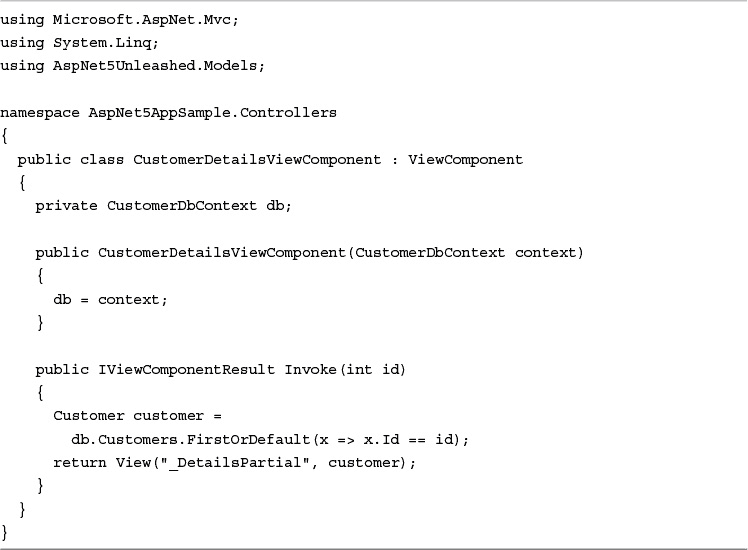 using Microsoft.AspNet.Mvc;
using System.Linq;
using AspNet5Unleashed.Models;

namespace AspNet5AppSample.Controllers
{
  public class CustomerDetailsViewComponent : ViewComponent
  {
    private CustomerDbContext db;

    public CustomerDetailsViewComponent(CustomerDbContext context)
    {
      db = context;
    }

    public IViewComponentResult Invoke(int id)
    {
      Customer customer =
        db.Customers.FirstOrDefault(x => x.Id == id);
      return View("_DetailsPartial", customer);
    }
  }
}